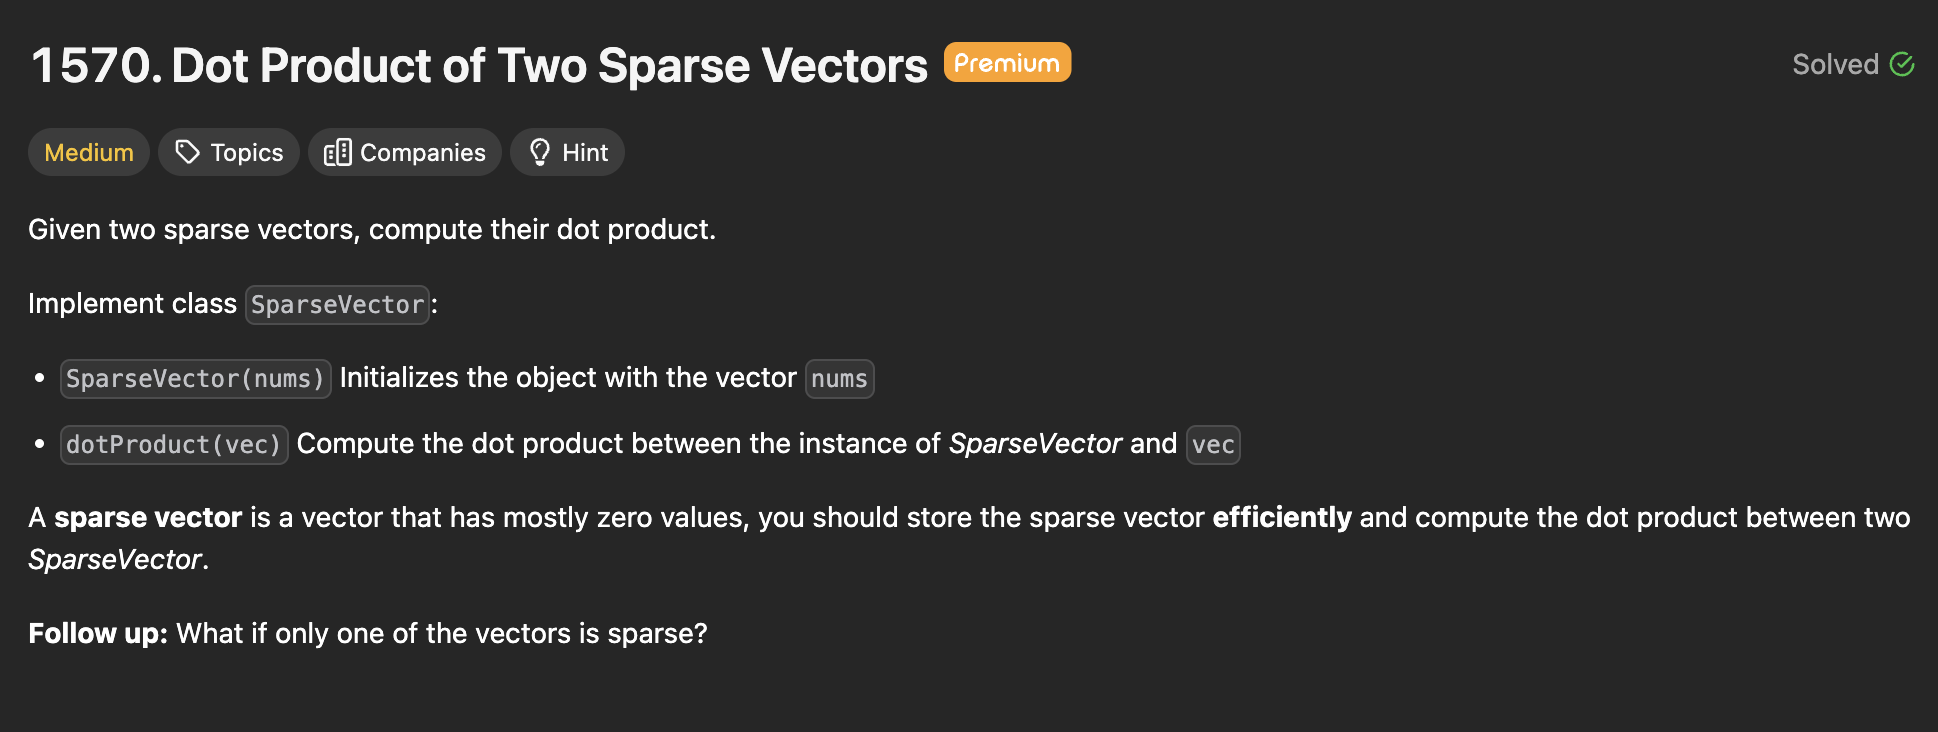 1570. Dot Product of Two Sparse Vectors Premium Solved
Medium Topics Companies Hint
Given two sparse vectors, compute their dot product.
Implement class SparseVector:
• SparseVector(nums) Initializes the object with the vector nums
• dotProduct(vec) Compute the dot product between the instance of SparseVector and vec
A sparse vector is a vector that has mostly zero values, you should store the sparse vector efficiently and compute the dot product between two
SparseVector.
Follow up: What if only one of the vectors is sparse?